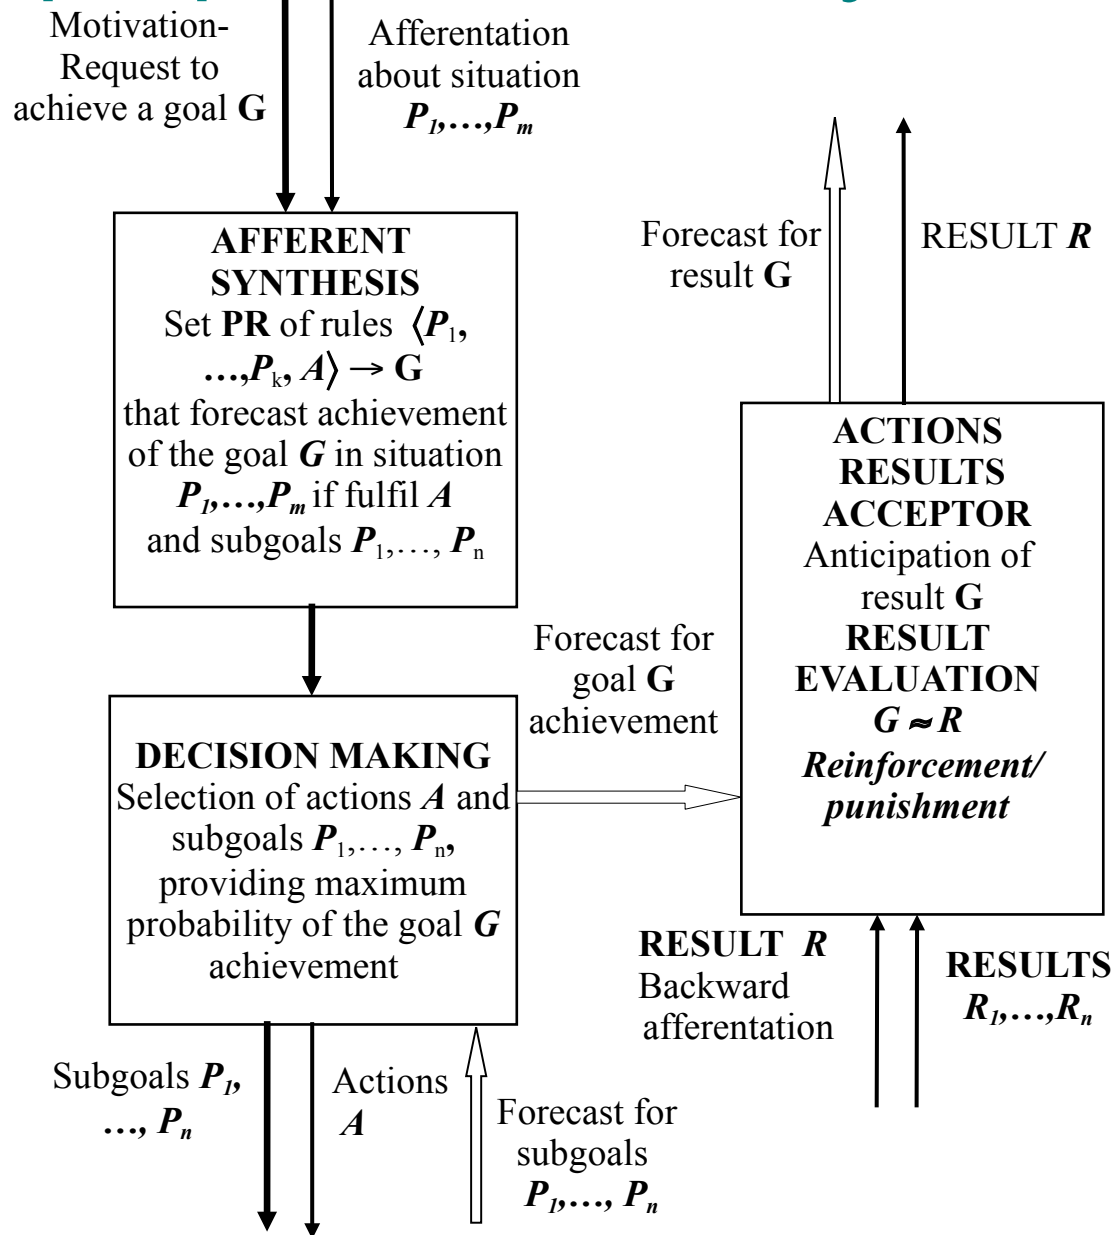 Motivation-
Request to
achieve a goal G
Afferentation
about situation
P1,…,Pm
AFFERENT
SYNTHESIS
Set PR of rules ⟨P1,
…,Pk, A⟩ → G
that forecast achievement
of the goal G in situation
P1,…,Pm if fulfil A
and subgoals P1,…, Pn
Forecast for
result G
RESULT R
ACTIONS
RESULTS
ACCEPTOR
Anticipation of
result G
RESULT
EVALUATION
G ≈ R
Reinforcement/
punishment
Forecast for
goal G
achievement
DECISION MAKING
Selection of actions A and
subgoals P1,…, Pn,
providing maximum
probability of the goal G
achievement
RESULT R
Backward
afferentation
RESULTS
R1,…,Rn
Subgoals P1,
…, Pn
Actions
A
Forecast for
subgoals
P1,…, Pn